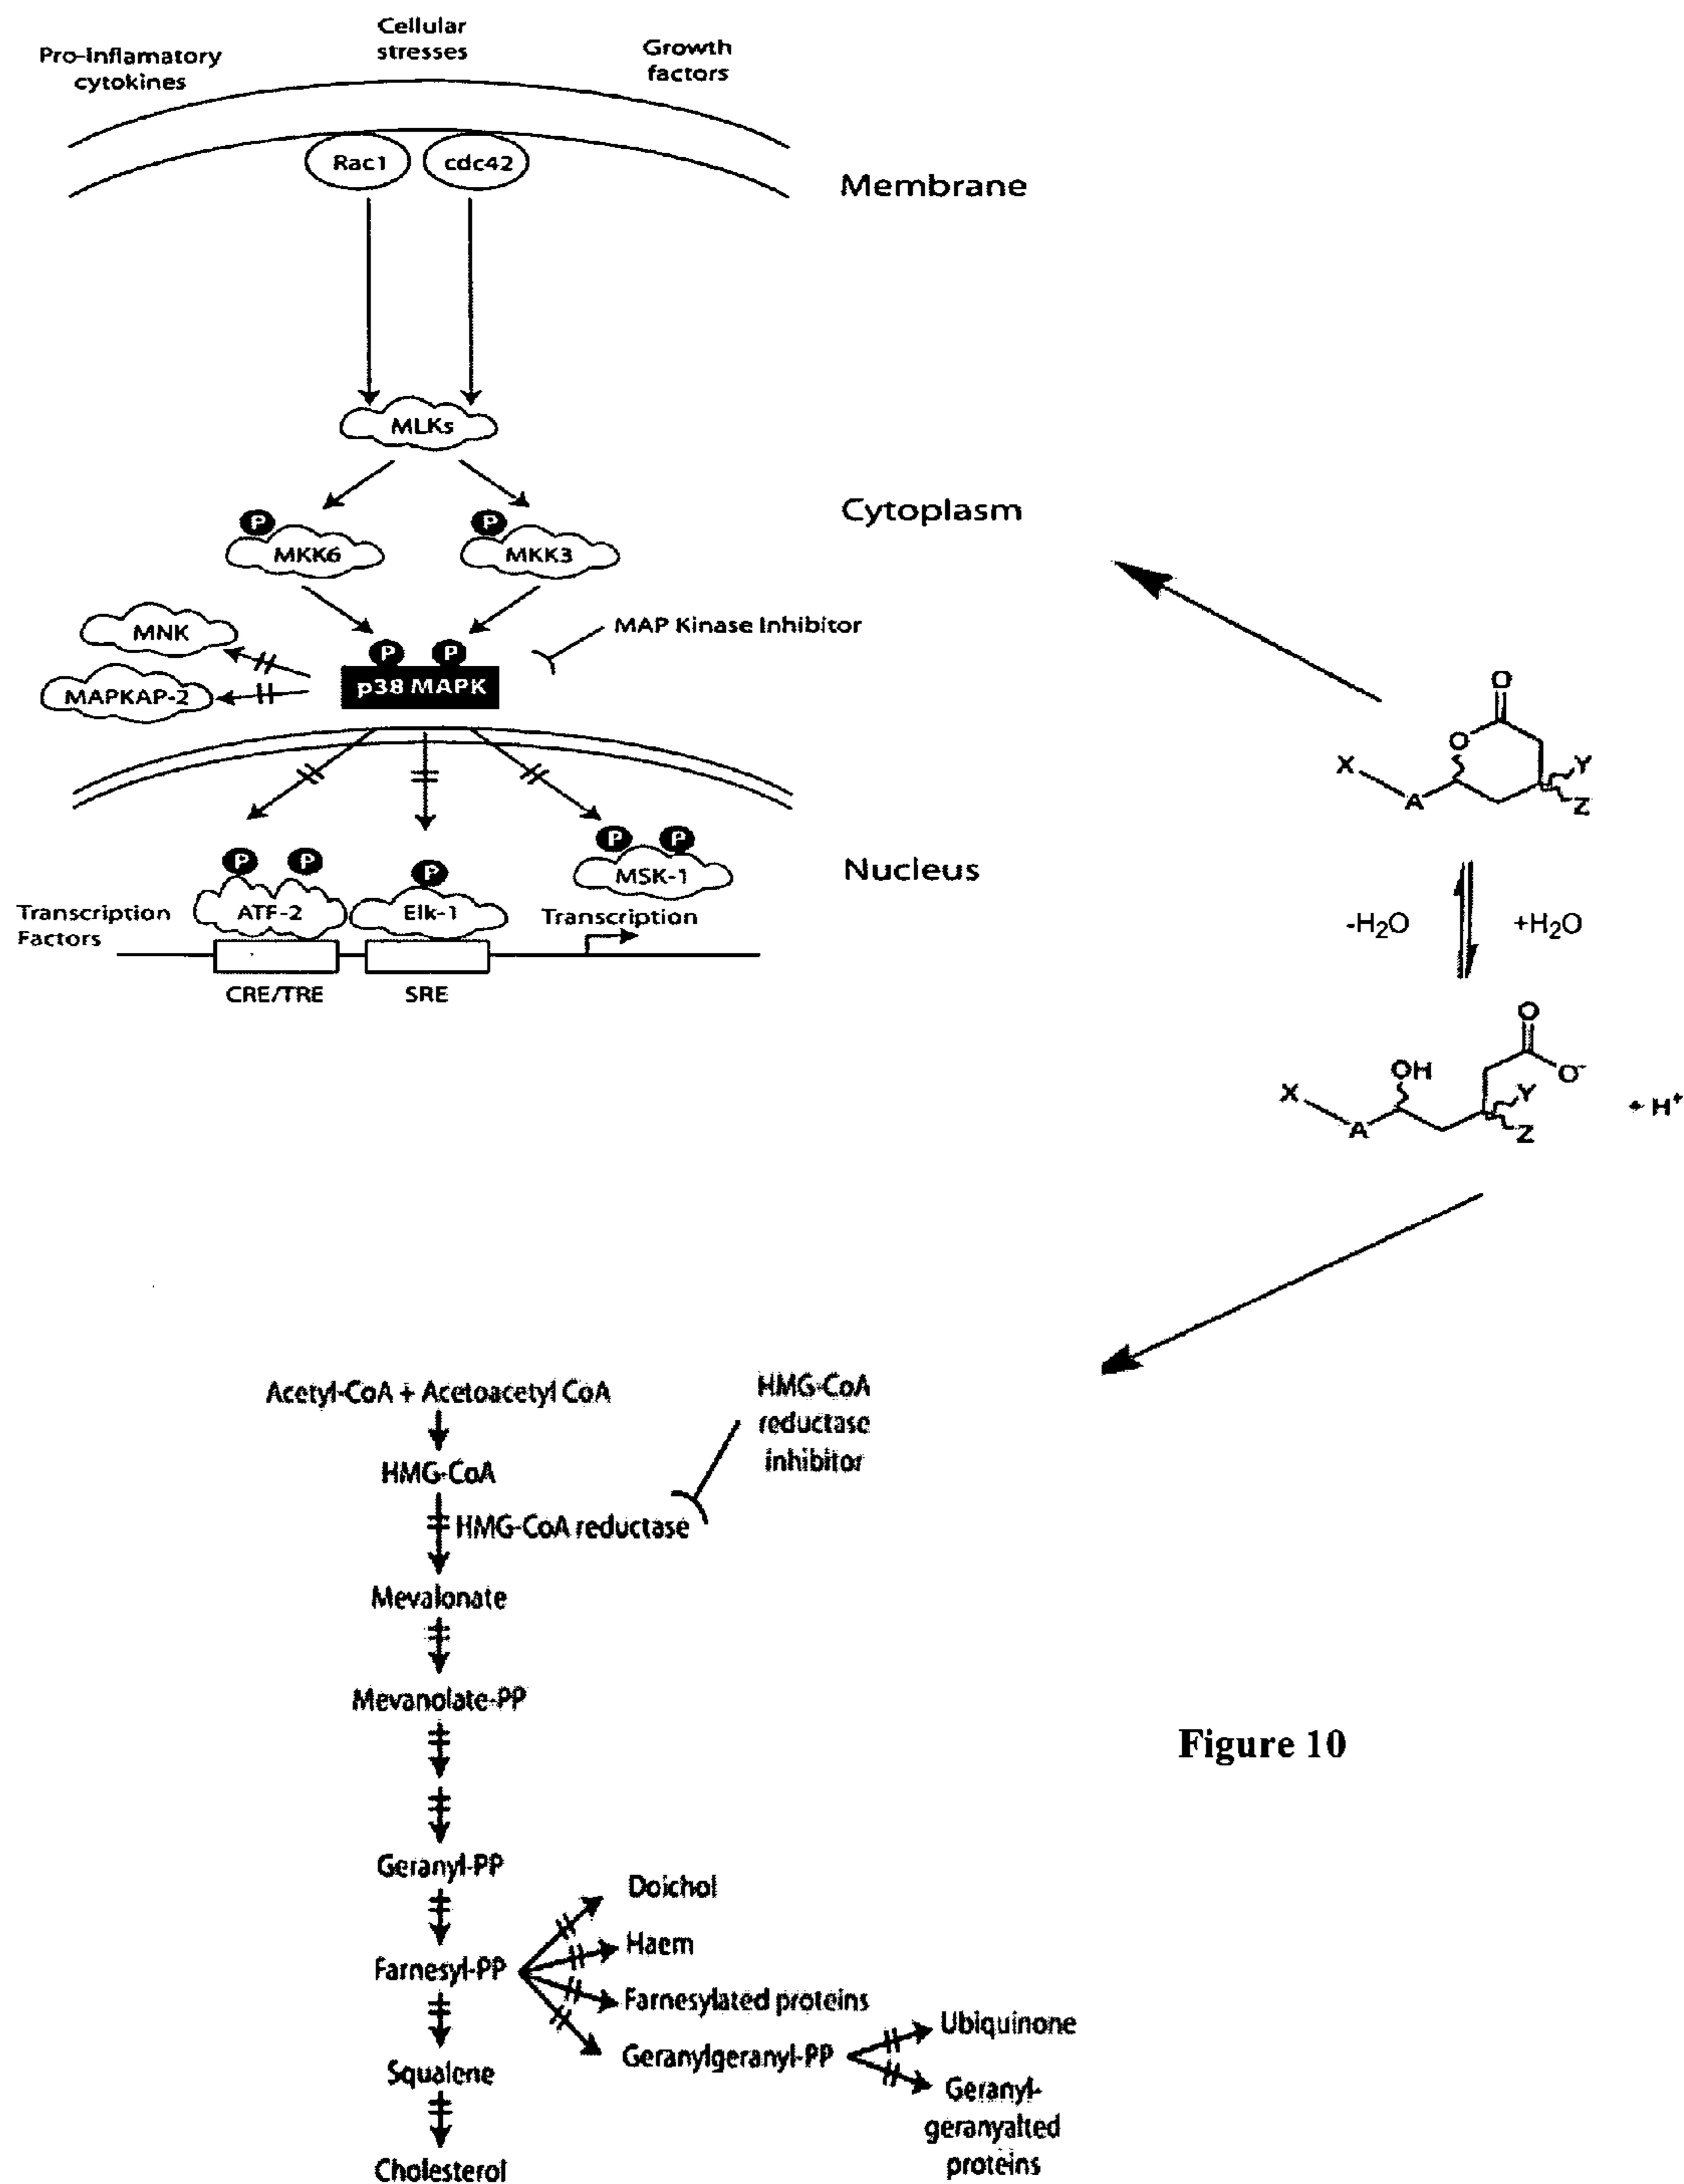 Pro-Inflamatory
cytokines
Cellular
stresses
Growth
factors
Rac1
cdc42
Membrane
MLKs
Cytoplasm
P
MKK6
P
MKK3
MNK
MAPKAP-2
P
P
p38 MAPK
MAP Kinase Inhibitor
Nucleus
P
P
ATF-2
P
Elk-1
P
P
MSK-1
Transcription
Factors
Transcription
CRE/TRE
SRE
O
O
X
A
Y
Z
-H₂O
+H₂O
O
OH
O⁻
X
A
Y
Z
+ H⁺
Acetyl-CoA + Acetoacetyl CoA
HMG-CoA
reductase
inhibitor
HMG-CoA
HMG-CoA reductase
Mevalonate
Mevanolate-PP
Geranyl-PP
Farnesyl-PP
Doichol
Haem
Farnesylated proteins
Geranylgeranyl-PP
Ubiquinone
Geranyl-
geranyalted
proteins
Squalene
Cholesterol
Figure 10